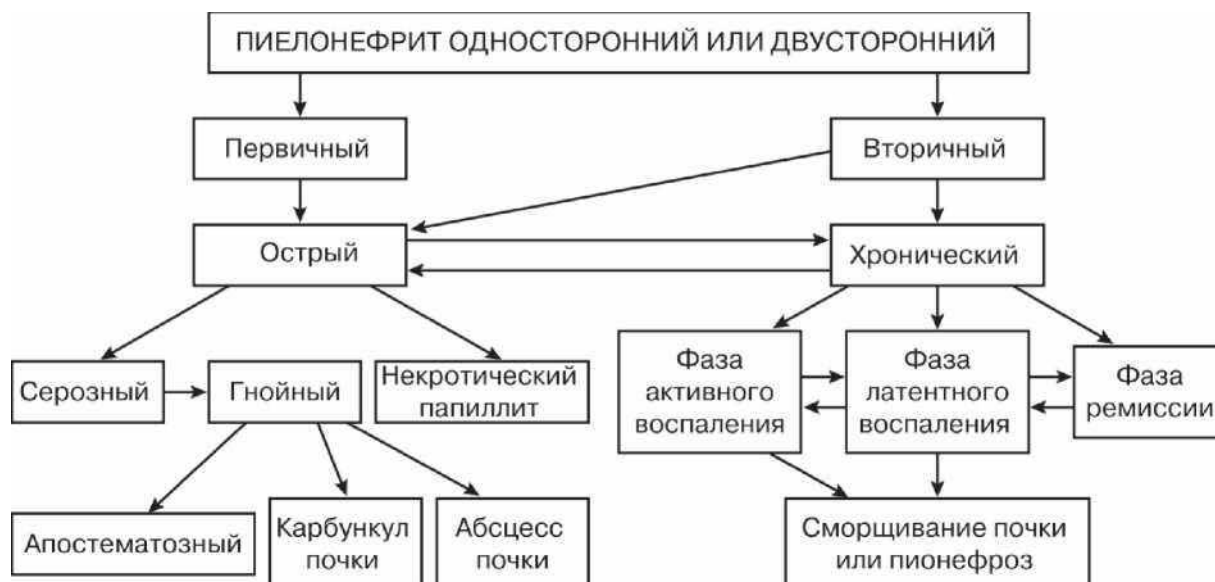 ПИЕЛОНЕФРИТ ОДНОСТОРОННИЙ ИЛИ ДВУСТОРОННИЙ
Первичный
Вторичный
Острый
Хронический
Серозный
Гнойный
Некротический
папиллит
Фаза
активного
воспаления
Фаза
латентного
воспаления
Фаза
ремиссии
Апостематозный
Карбункул
почки
Абсцесс
почки
Сморщивание почки
или пионефроз